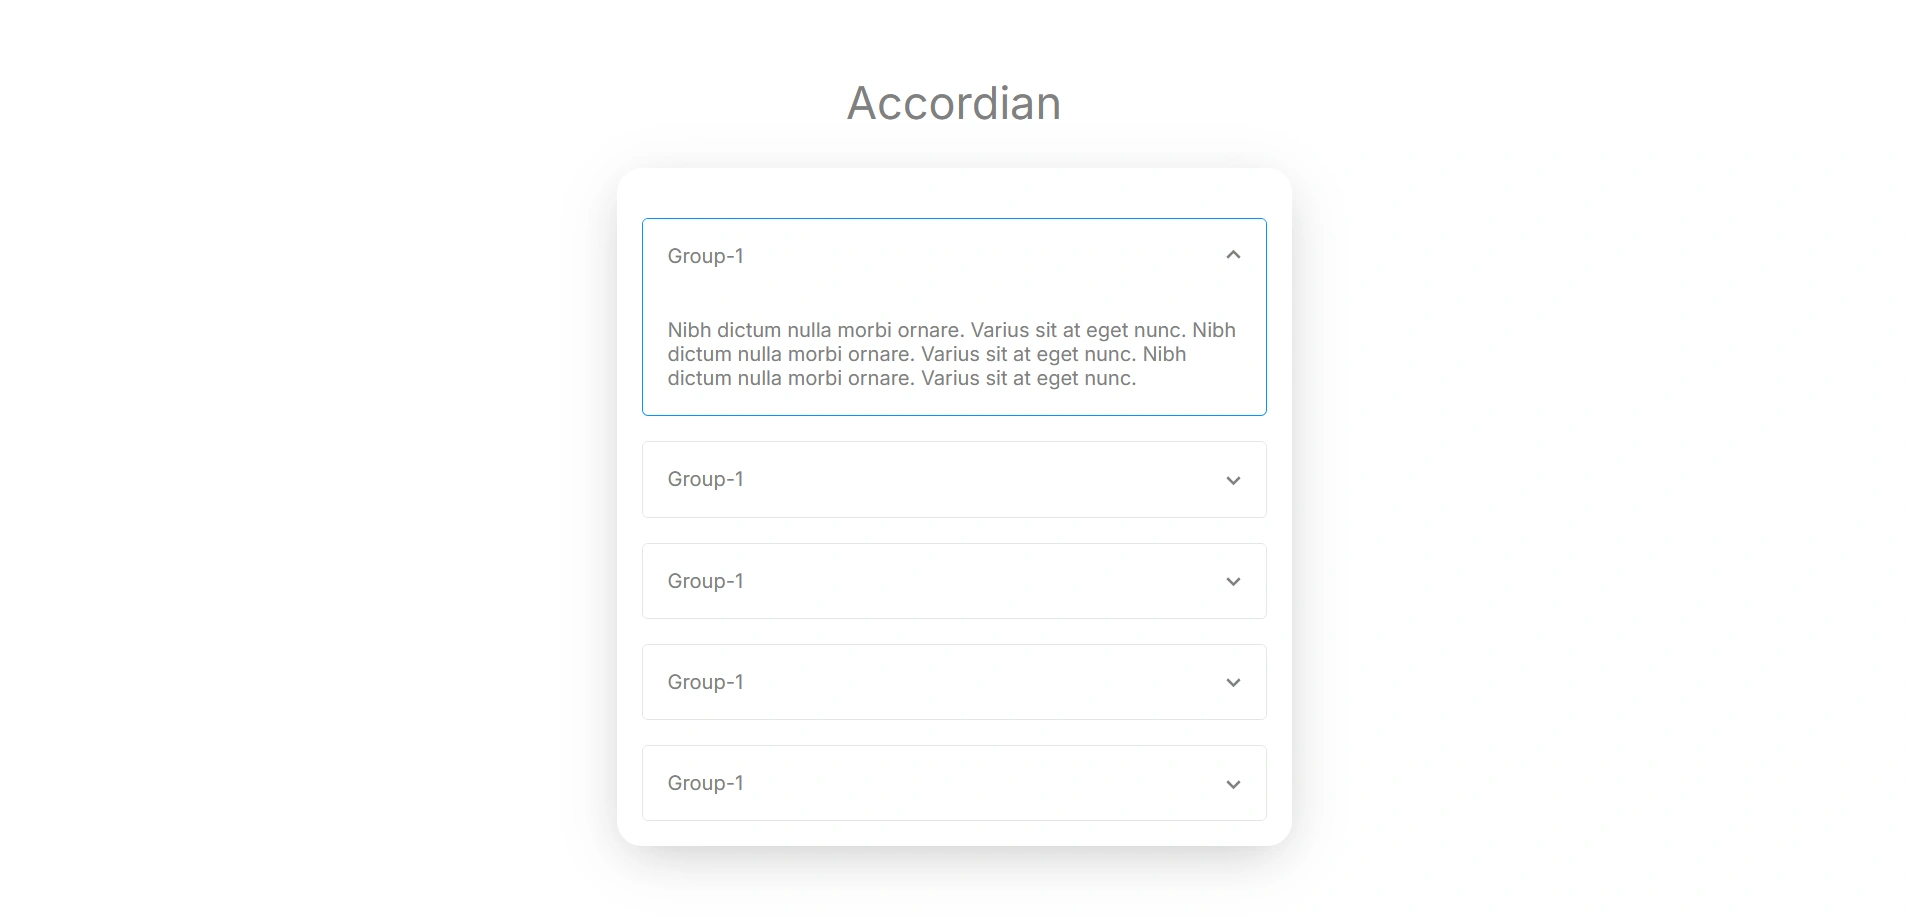 Accordian
Group-1
Nibh dictum nulla morbi ornare. Varius sit at eget nunc. Nibh
dictum nulla morbi ornare. Varius sit at eget nunc. Nibh
dictum nulla morbi ornare. Varius sit at eget nunc.
Group-1
Group-1
Group-1
Group-1